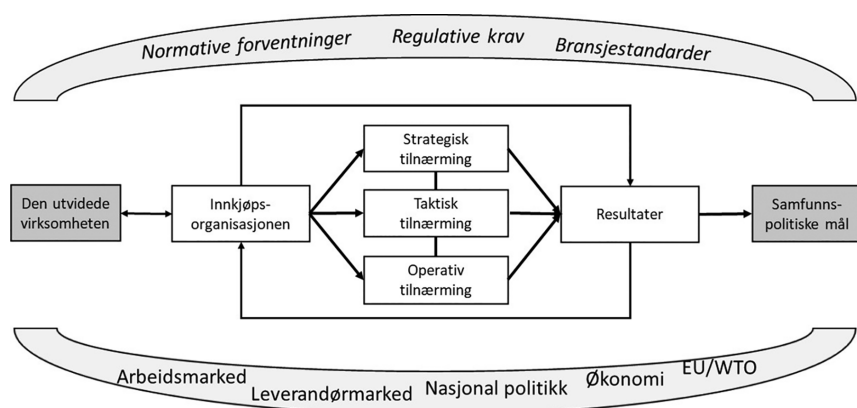 Normative forventninger
Regulative krav
Bransjestandarder
Strategisk
tilnærming
Den utvidede
virksomheten
Innkjøps-
organisasjonen
Taktisk
tilnærming
Resultater
Samfunns-
politiske mål
Operativ
tilnærming
Arbeidsmarked
Leverandørmarked
Nasjonal politikk
Økonomi
EU/WTO